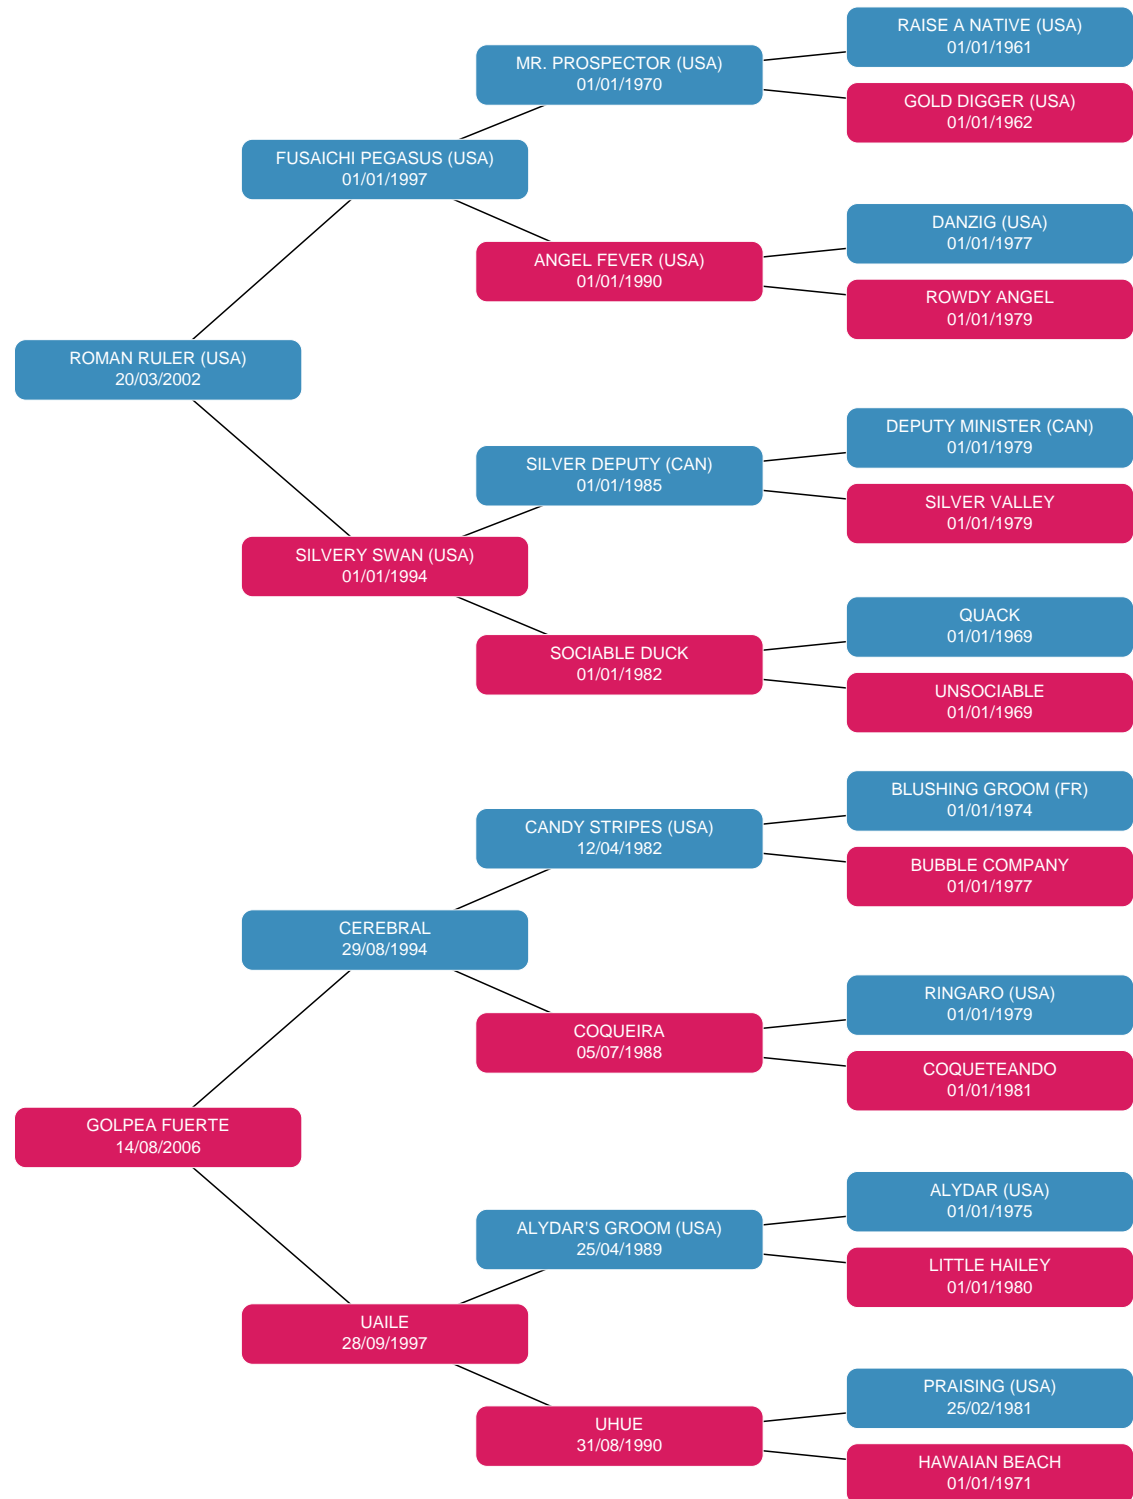 RAISE A NATIVE (USA)
01/01/1961
MR. PROSPECTOR (USA)
01/01/1970
GOLD DIGGER (USA)
01/01/1962
FUSAICHI PEGASUS (USA)
01/01/1997
DANZIG (USA)
01/01/1977
ANGEL FEVER (USA)
01/01/1990
ROWDY ANGEL
01/01/1979
ROMAN RULER (USA)
20/03/2002
DEPUTY MINISTER (CAN)
01/01/1979
SILVER DEPUTY (CAN)
01/01/1985
SILVER VALLEY
01/01/1979
SILVERY SWAN (USA)
01/01/1994
QUACK
01/01/1969
SOCIABLE DUCK
01/01/1982
UNSOCIABLE
01/01/1969
BLUSHING GROOM (FR)
01/01/1974
CANDY STRIPES (USA)
12/04/1982
BUBBLE COMPANY
01/01/1977
CEREBRAL
29/08/1994
RINGARO (USA)
01/01/1979
COQUEIRA
05/07/1988
COQUETEANDO
01/01/1981
GOLPEA FUERTE
14/08/2006
ALYDAR (USA)
01/01/1975
ALYDAR'S GROOM (USA)
25/04/1989
LITTLE HAILEY
01/01/1980
UAILE
28/09/1997
PRAISING (USA)
25/02/1981
UHUE
31/08/1990
HAWAIAN BEACH
01/01/1971